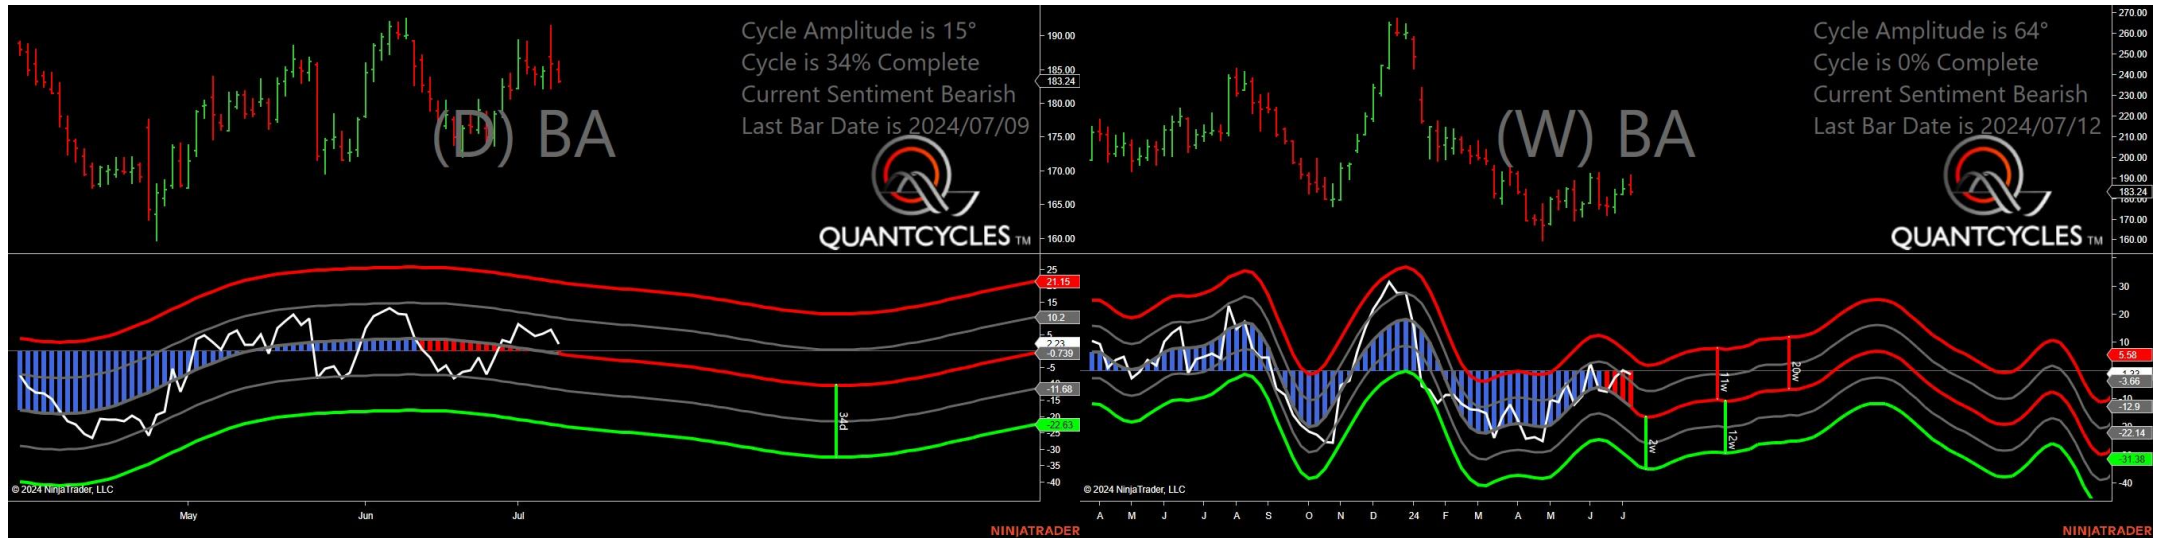 Cycle Amplitude is 15°
Cycle is 34% Complete
Current Sentiment Bearish
Last Bar Date is 2024/07/09
(D) BA
QUANTCYCLES TM
190.00
185.00
183.24
180.00
175.00
170.00
165.00
160.00
25
21.15
15
10.2
5
2.23
-0.739
-5
-11.68
-15
-20
-22.63
-25
-30
-35
-40
34d
© 2024 NinjaTrader, LLC
May Jun Jul
NINJATRADER
Cycle Amplitude is 64°
Cycle is 0% Complete
Current Sentiment Bearish
Last Bar Date is 2024/07/12
(W) BA
QUANTCYCLES TM
270.00
260.00
250.00
240.00
230.00
220.00
210.00
200.00
190.00
183.24
180.00
170.00
160.00
30
20
10
5.58
-3.66
-10
-12.9
-22.14
-31.38
-40
11w
20w
2w
12w
© 2024 NinjaTrader, LLC
A M J J A S O N D 24 F M A M J J
NINJATRADER